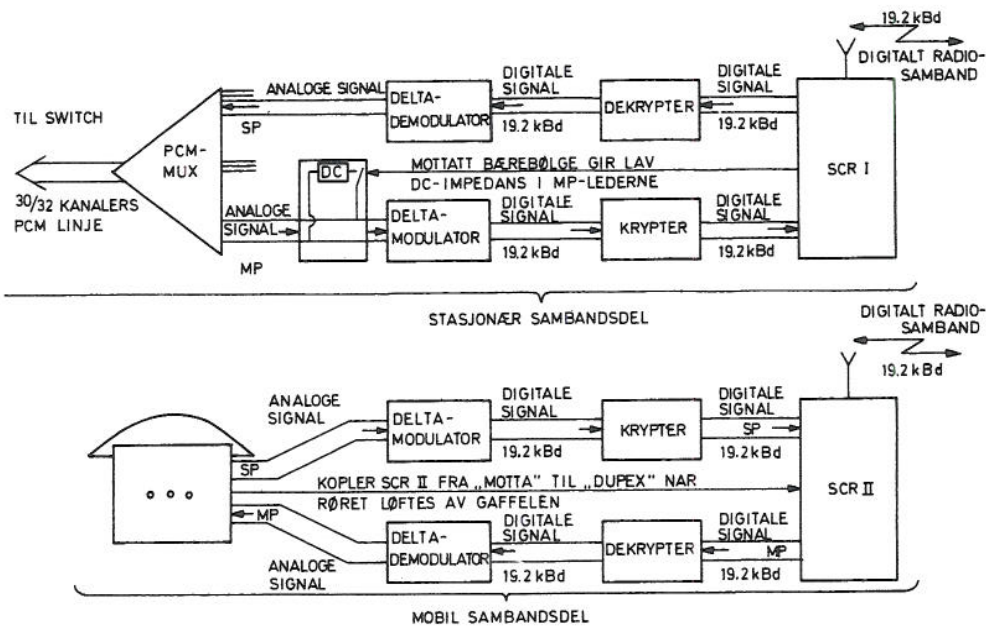 19.2 kBd
DIGITALT RADIO-
SAMBAND
TIL SWITCH
30/32 KANALERS
PCM LINJE
PCM-
MUX
ANALOGE SIGNAL
SP
DELTA-
DEMODULATOR
DIGITALE
SIGNAL
19.2 kBd
DEKRYPTER
DIGITALE
SIGNAL
19.2 kBd
SCR I
DC
MOTTATT BÆREBØLGE GIR LAV
DC-IMPEDANS I MP-LEDERNE
ANALOGE
SIGNAL
MP
DELTA-
MODULATOR
DIGITALE
SIGNAL
19.2 kBd
KRYPTER
DIGITALE
SIGNAL
19.2 kBd
STASJONÆR SAMBANDSDEL
DIGITALT RADIO-
SAMBAND
19.2 kBd
ANALOGE
SIGNAL
SP
DELTA-
MODULATOR
DIGITALE
SIGNAL
19.2 kBd
KRYPTER
DIGITALE
SIGNAL
SP
19.2 kBd
SCR II
KOPLER SCR II FRA „MOTTA" TIL „DUPEX" NAR
RØRET LØFTES AV GAFFELEN
MP
ANALOGE
SIGNAL
DELTA-
DEMODULATOR
DIGITALE
SIGNAL
19.2 kBd
DEKRYPTER
DIGITALE
SIGNAL
MP
19.2 kBd
MOBIL SAMBANDSDEL